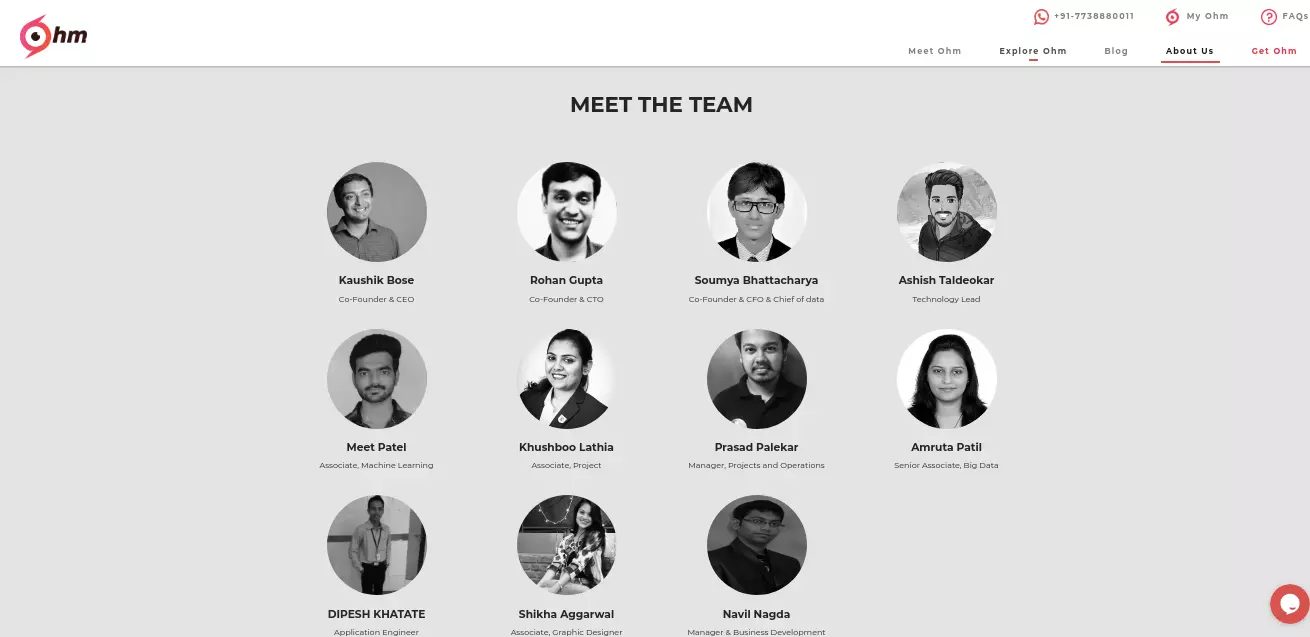 +91-7738880011 My Ohm FAQs
Ohm
Meet Ohm Explore Ohm Blog About Us Get Ohm
MEET THE TEAM
Kaushik Bose Rohan Gupta Soumya Bhattacharya Ashish Taldeokar
Co-Founder & CEO Co-Founder & CTO Co-Founder & CFO & Chief of data Technology Lead
Meet Patel Khushboo Lathia Prasad Palekar Amruta Patil
Associate, Machine Learning Associate, Project Manager, Projects and Operations Senior Associate, Big Data
DIPESH KHATATE Shikha Aggarwal Navil Nagda
Application Engineer Associate, Graphic Designer Manager & Business Development